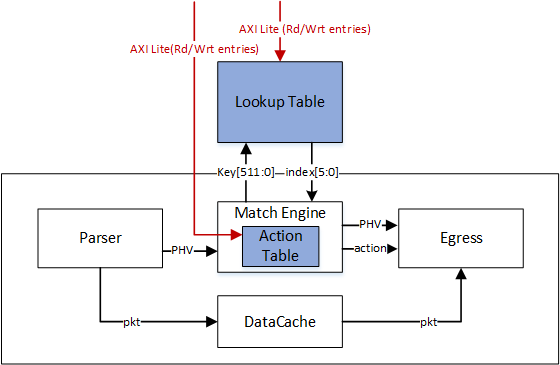 AXI Lite (Rd/Wrt entries)
AXI Lite(Rd/Wrt entries)
Lookup Table
Key[511:0]
index[5:0]
Match Engine
PHV
Parser
PHV
Action
Table
action
Egress
pkt
DataCache
pkt